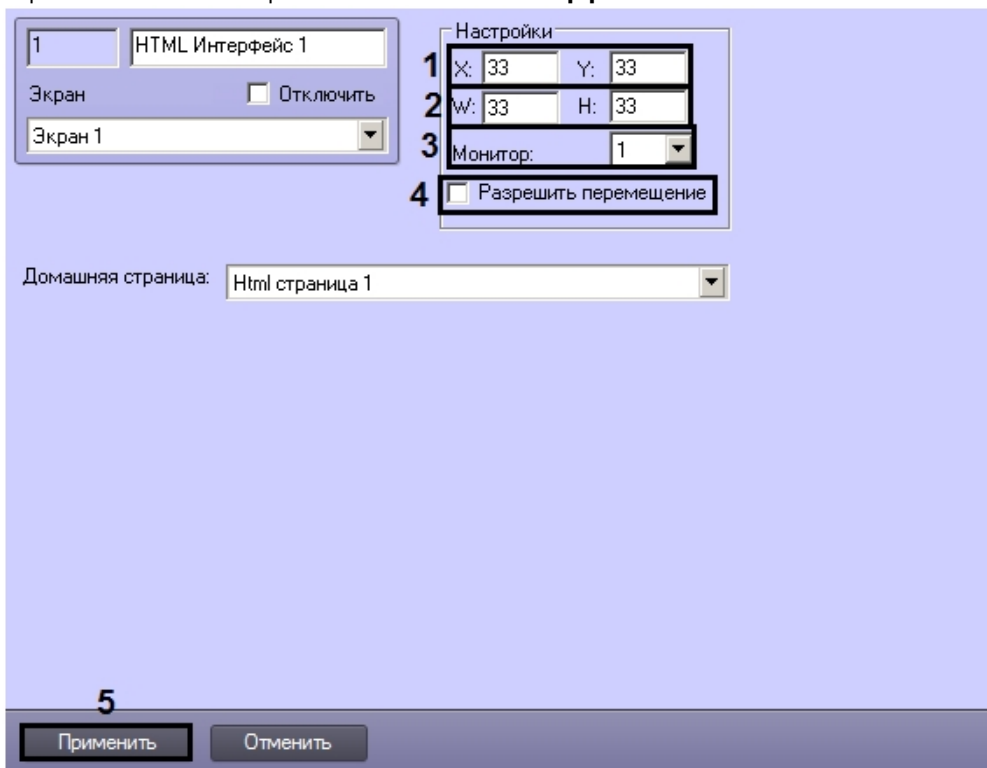 1 HTML Интерфейс 1
Экран Отключить
Экран 1
Настройки
1 X: 33 Y: 33
2 W: 33 H: 33
3 Монитор: 1
4 Разрешить перемещение
Домашняя страница: Html страница 1
5
Применить Отменить